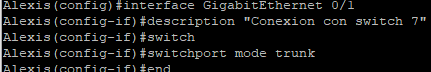 Alexis(config)#interface GigabitEthernet 0/1
Alexis(config-if)#description "Conexion con switch 7"
Alexis(config-if)#switch
Alexis(config-if)#switchport mode trunk
Alexis(config-if)#end